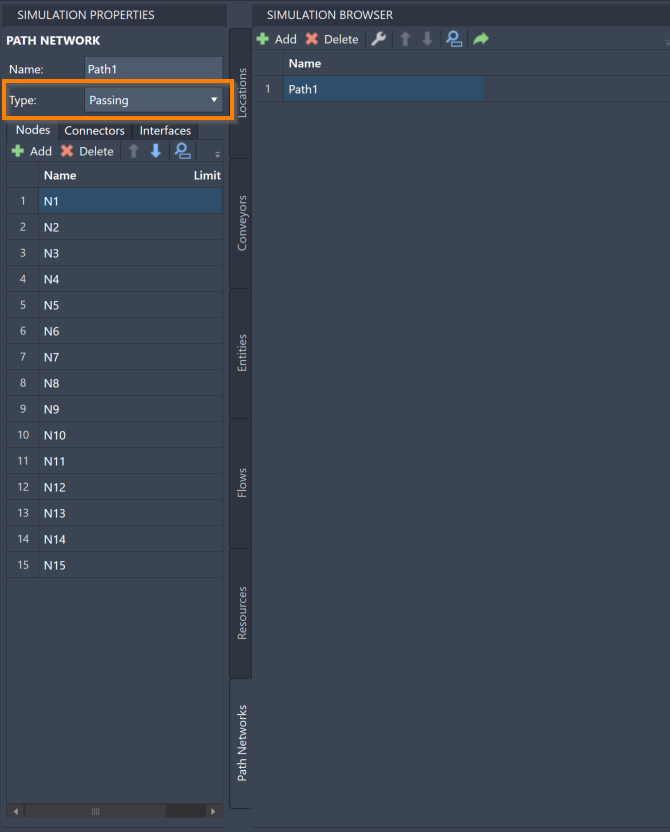 SIMULATION PROPERTIES
PATH NETWORK
Name: Path1
Type: Passing
Nodes Connectors Interfaces
Add Delete
Name Limit
1 N1
2 N2
3 N3
4 N4
5 N5
6 N6
7 N7
8 N8
9 N9
10 N10
11 N11
12 N12
13 N13
14 N14
15 N15
Locations
Conveyors
Entities
Flows
Resources
Path Networks
SIMULATION BROWSER
Add Delete
Name
1 Path1